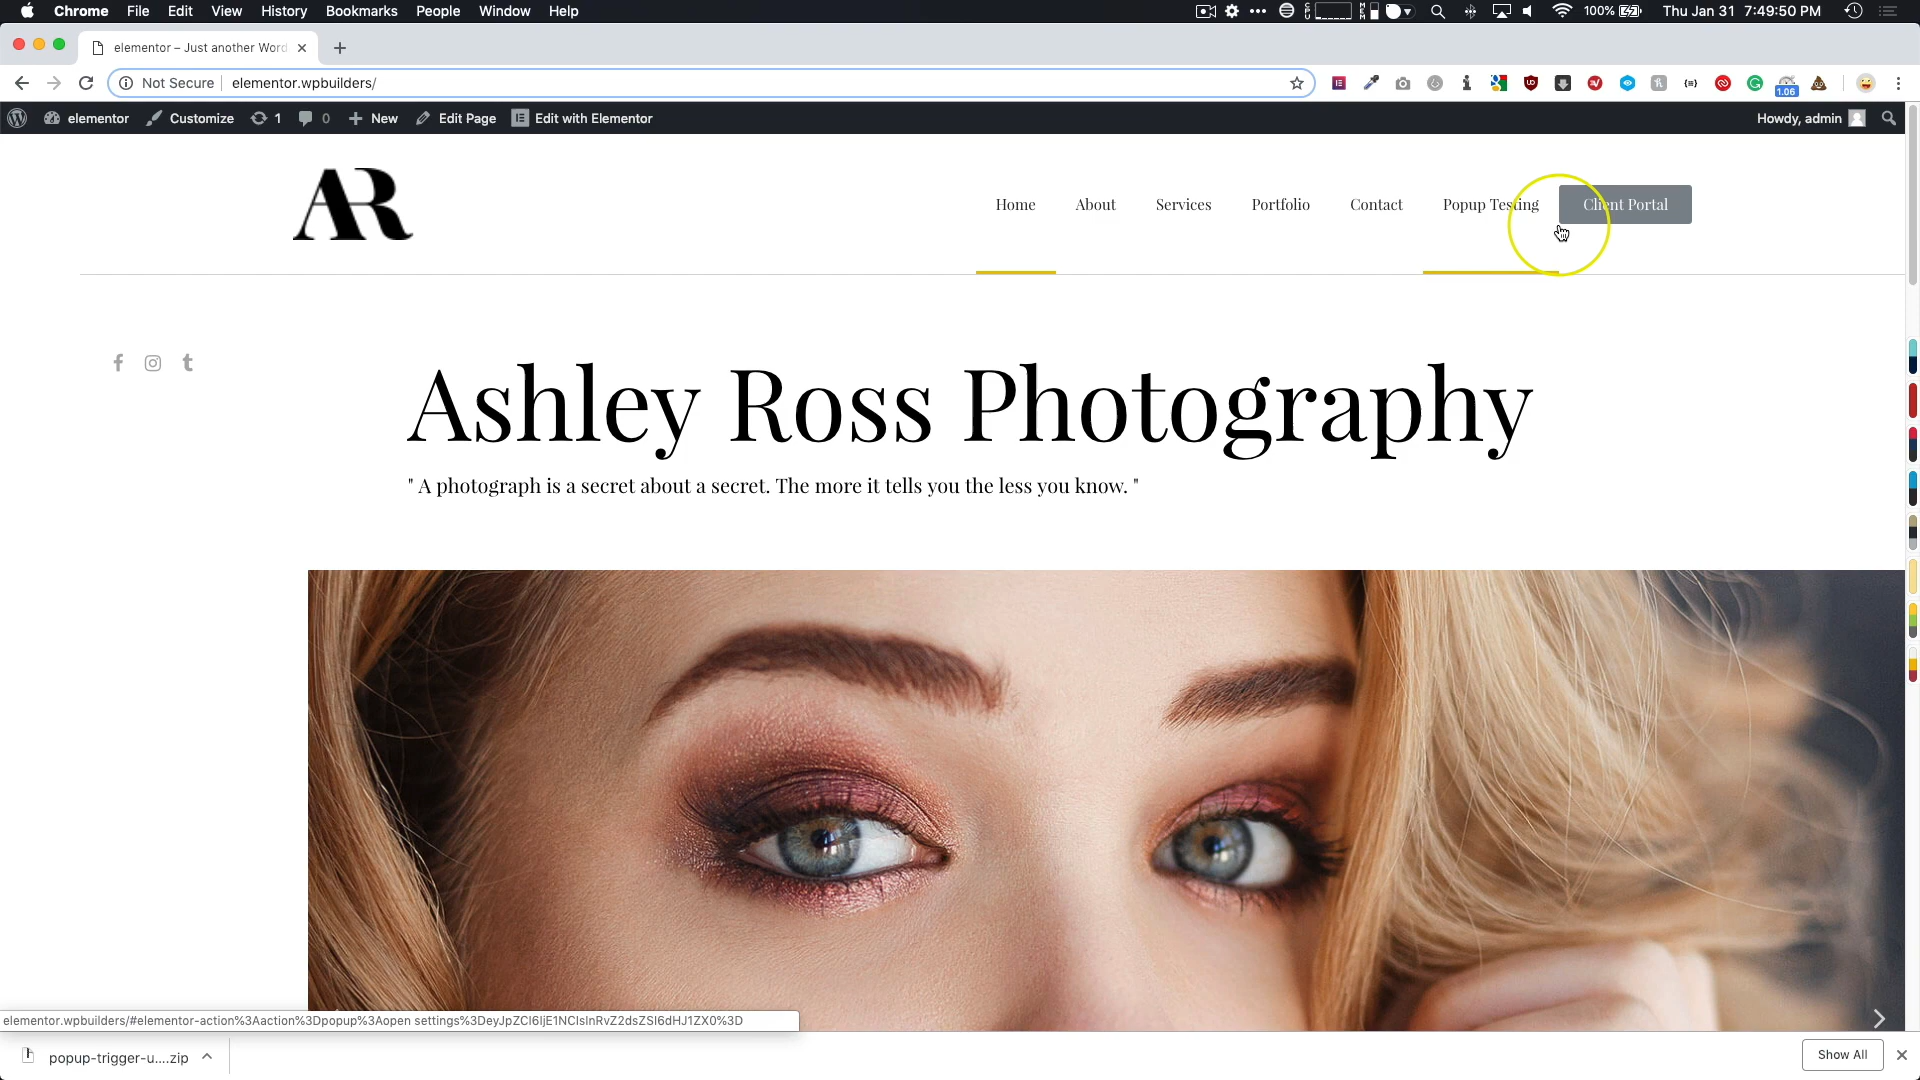 Chrome File Edit View History Bookmarks People Window Help 100% Thu Jan 31 7:49:50 PM
elementor – Just another Word
Not Secure elementor.wpbuilders/ 1.06
elementor Customize 1 0 New Edit Page Edit with Elementor Howdy, admin
AR Home About Services Portfolio Contact Popup Testing Client Portal
Ashley Ross Photography
" A photograph is a secret about a secret. The more it tells you the less you know. "
elementor.wpbuilders/#elementor-action%3Aaction%3Dpopup%3Aopen settings%3DeyJpZCI6IjE1NCIsInRvZ2dsZSI6dHJ1ZX0%3D
popup-trigger-u....zip Show All